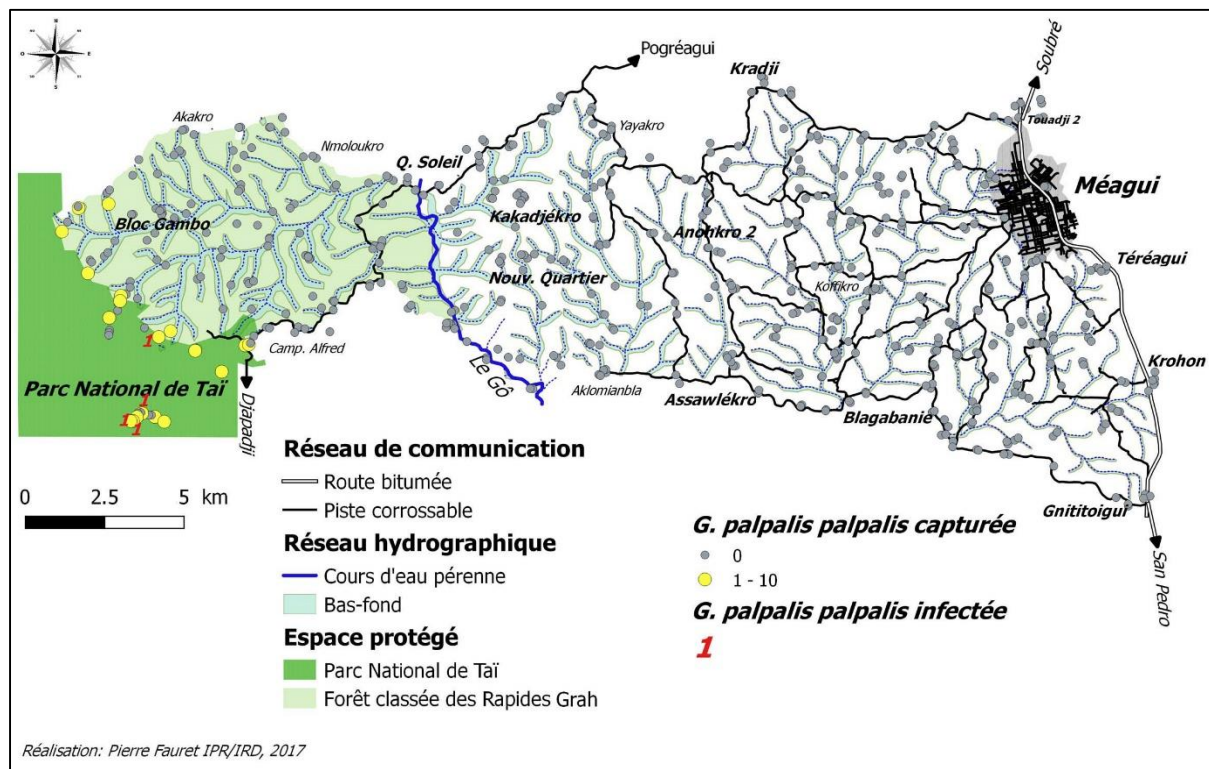 N
O
E
S
Pogréagui
Soubré
Kradji
Akakro
Yayakro
Touadji 2
Nmoloukro
Q. Soleil
Méagui
Bloc Gambo
Kakadjékro
Anohkro 2
Téréagui
Nouv. Quartier
Koffikro
Camp. Alfred
Le Gô
Krohon
1
Parc National de Taï
Aklomianbla
Assawlékro
1
1
1
Diapadji
Blagabanie
Réseau de communication
Route bitumée
Piste corrossable
0 2.5 5 km
Gnititoigui
San Pedro
Réseau hydrographique
Cours d'eau pérenne
Bas-fond
Espace protégé
Parc National de Taï
Forêt classée des Rapides Grah
G. palpalis palpalis capturée
0
1 - 10
G. palpalis palpalis infectée
1
Réalisation: Pierre Fauret IPR/IRD, 2017